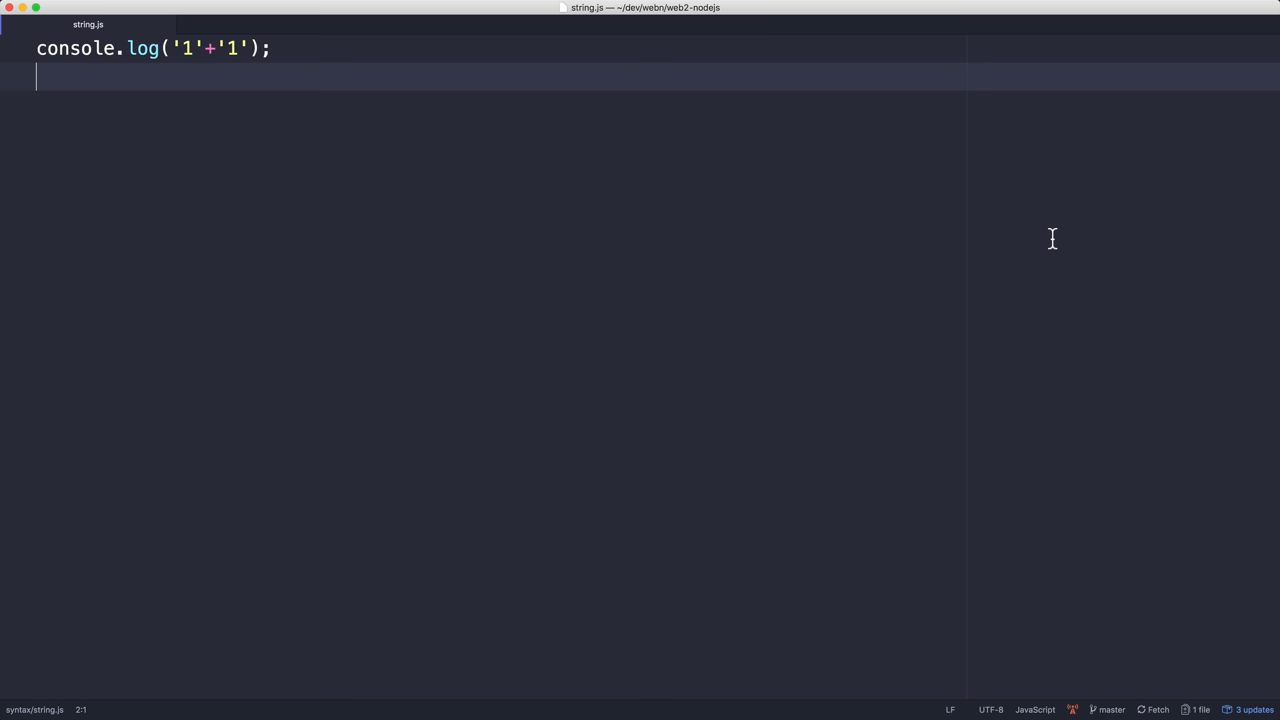 string.js — ~/dev/webn/web2-nodejs
string.js
console.log('1'+'1');
syntax/string.js 2:1 LF UTF-8 JavaScript master Fetch 1 file 3 updates